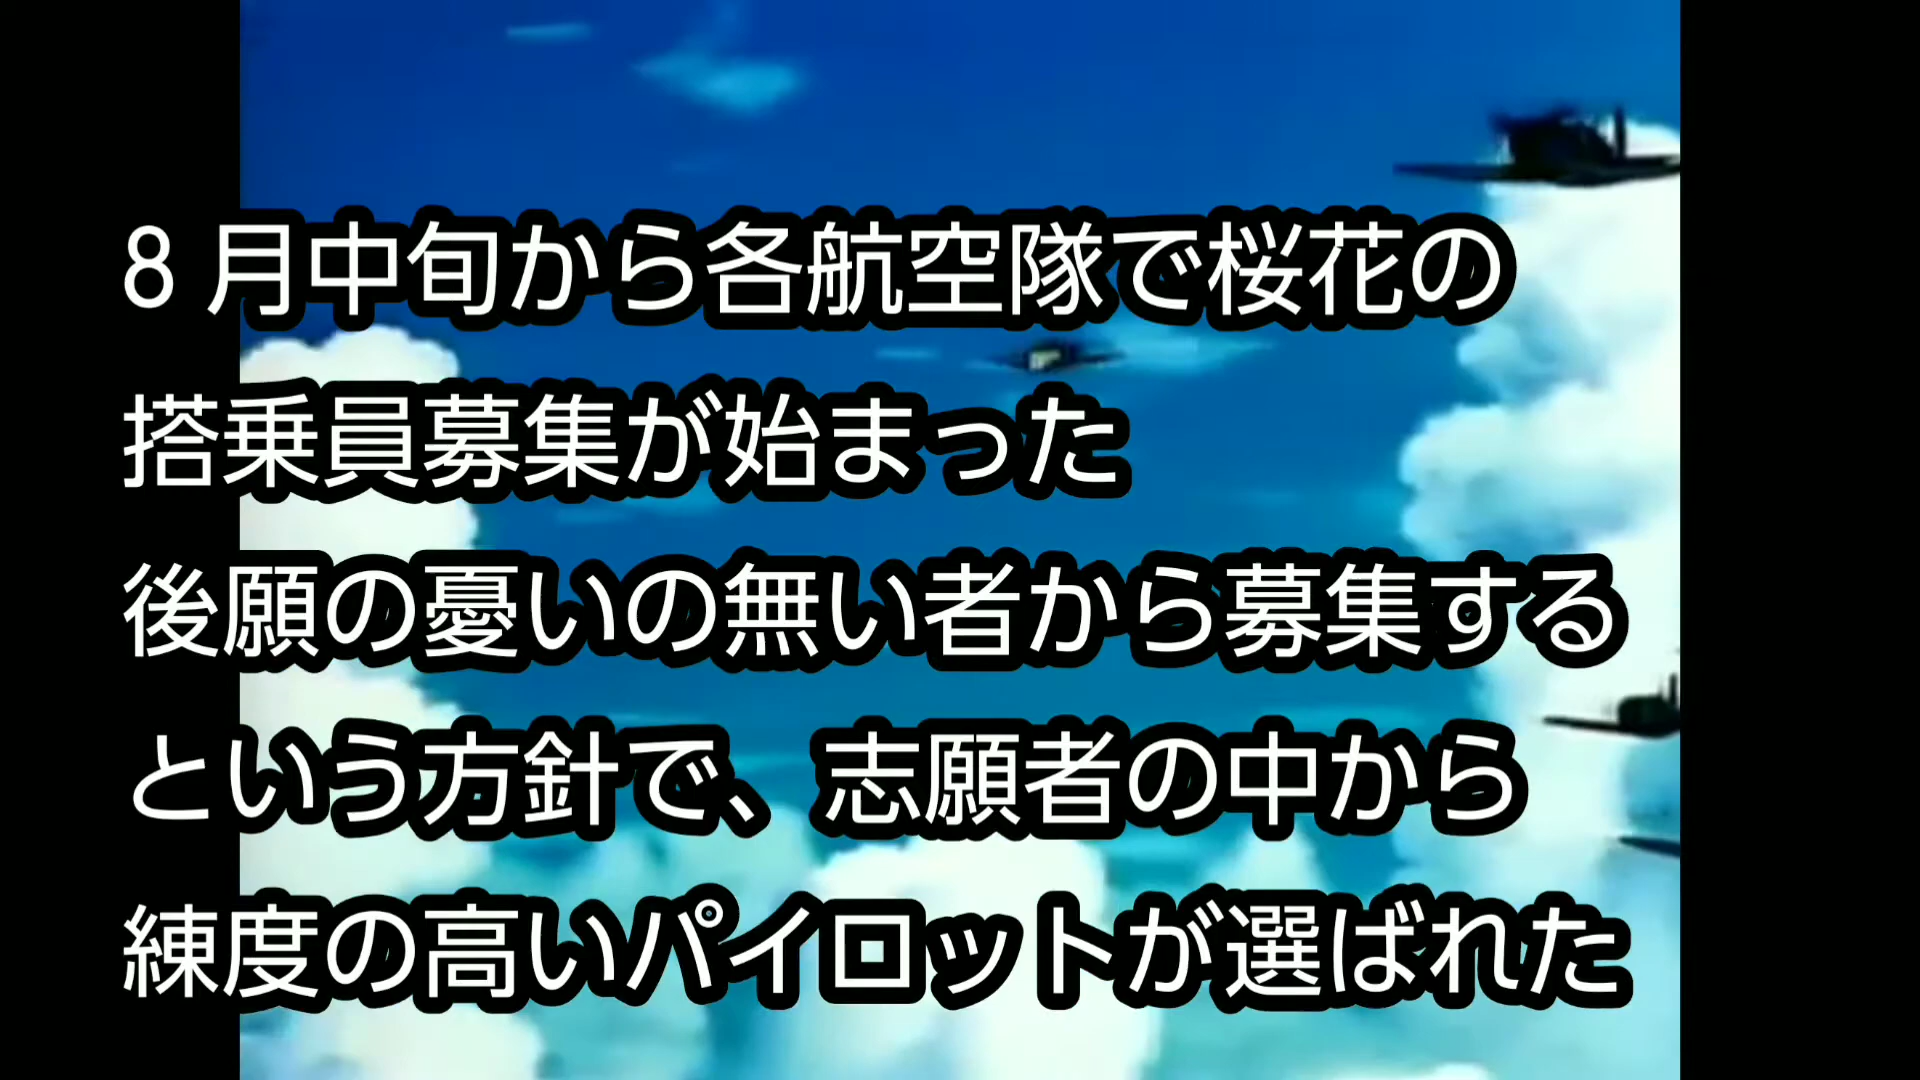 8月中旬から各航空隊で桜花の
搭乗員募集が始まった
後願の憂いの無い者から募集する
という方針で、志願者の中から
練度の高いパイロットが選ばれた